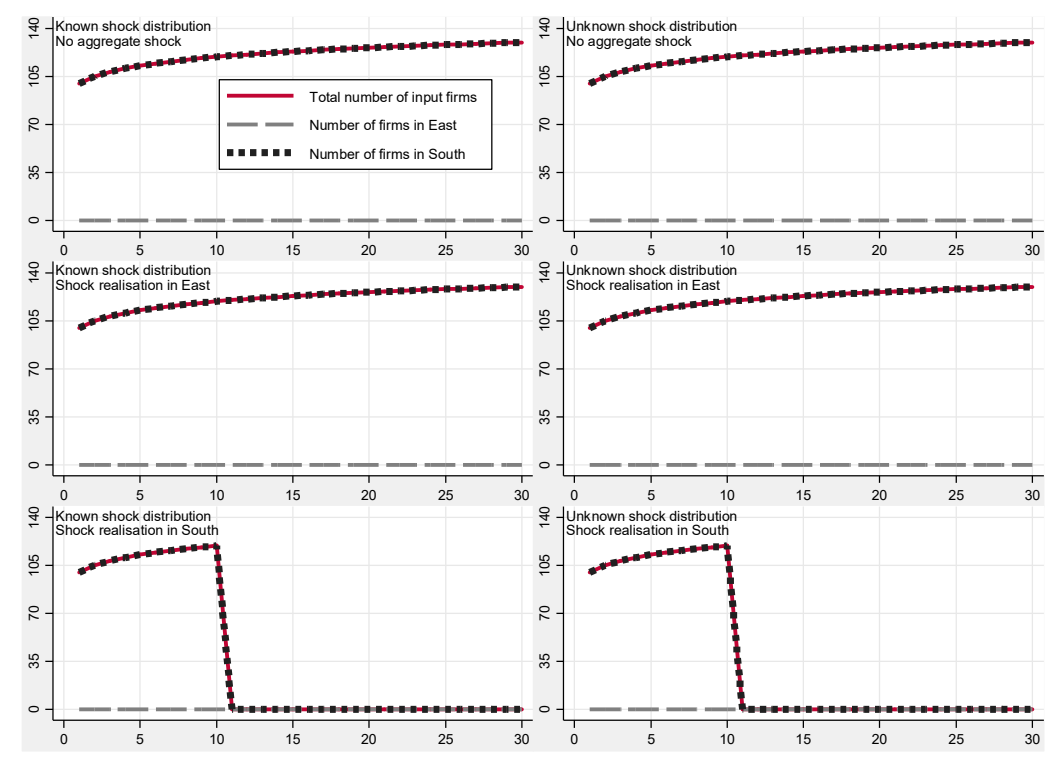 Known shock distribution
No aggregate shock
140
105
70
35
0
Total number of input firms
Number of firms in East
Number of firms in South
0 5 10 15 20 25 30
Unknown shock distribution
No aggregate shock
140
105
70
35
0
0 5 10 15 20 25 30
Known shock distribution
Shock realisation in East
140
105
70
35
0
0 5 10 15 20 25 30
Unknown shock distribution
Shock realisation in East
140
105
70
35
0
0 5 10 15 20 25 30
Known shock distribution
Shock realisation in South
140
105
70
35
0
0 5 10 15 20 25 30
Unknown shock distribution
Shock realisation in South
140
105
70
35
0
0 5 10 15 20 25 30